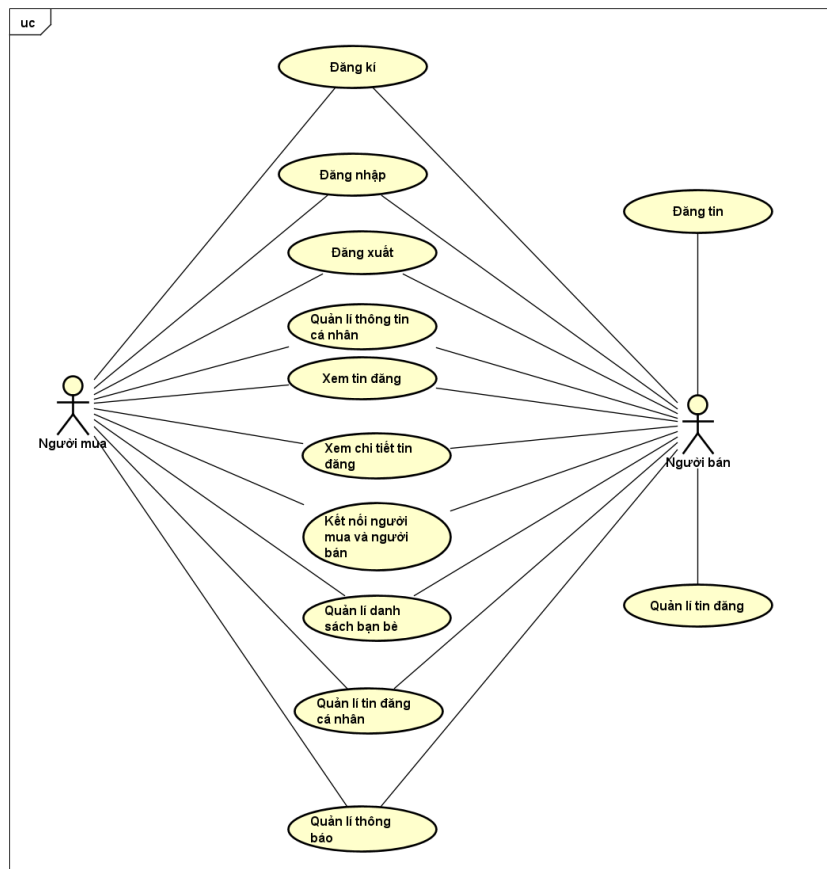 uc
Đăng kí
Đăng nhập
Đăng tin
Đăng xuất
Quản lí thông tin
cá nhân
Xem tin đăng
Người mua
Người bán
Xem chi tiết tin
đăng
Kết nối người
mua và người
bán
Quản lí danh
sách bạn bè
Quản lí tin đăng
Quản lí tin đăng
cá nhân
Quản lí thông
báo